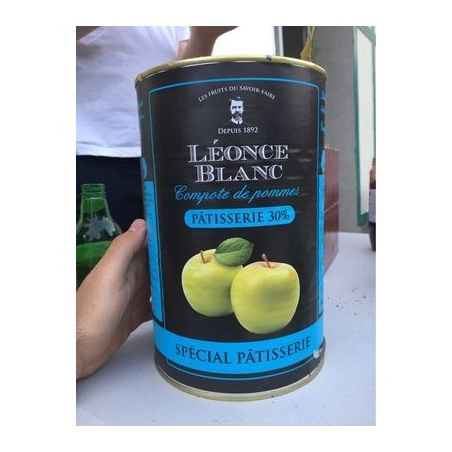 LES FRUITS DU SAVOIR-FAIRE
DEPUIS 1892
LÉONCE
BLANC
Compote de pommes
PÂTISSERIE 30%
SPÉCIAL PÂTISSERIE